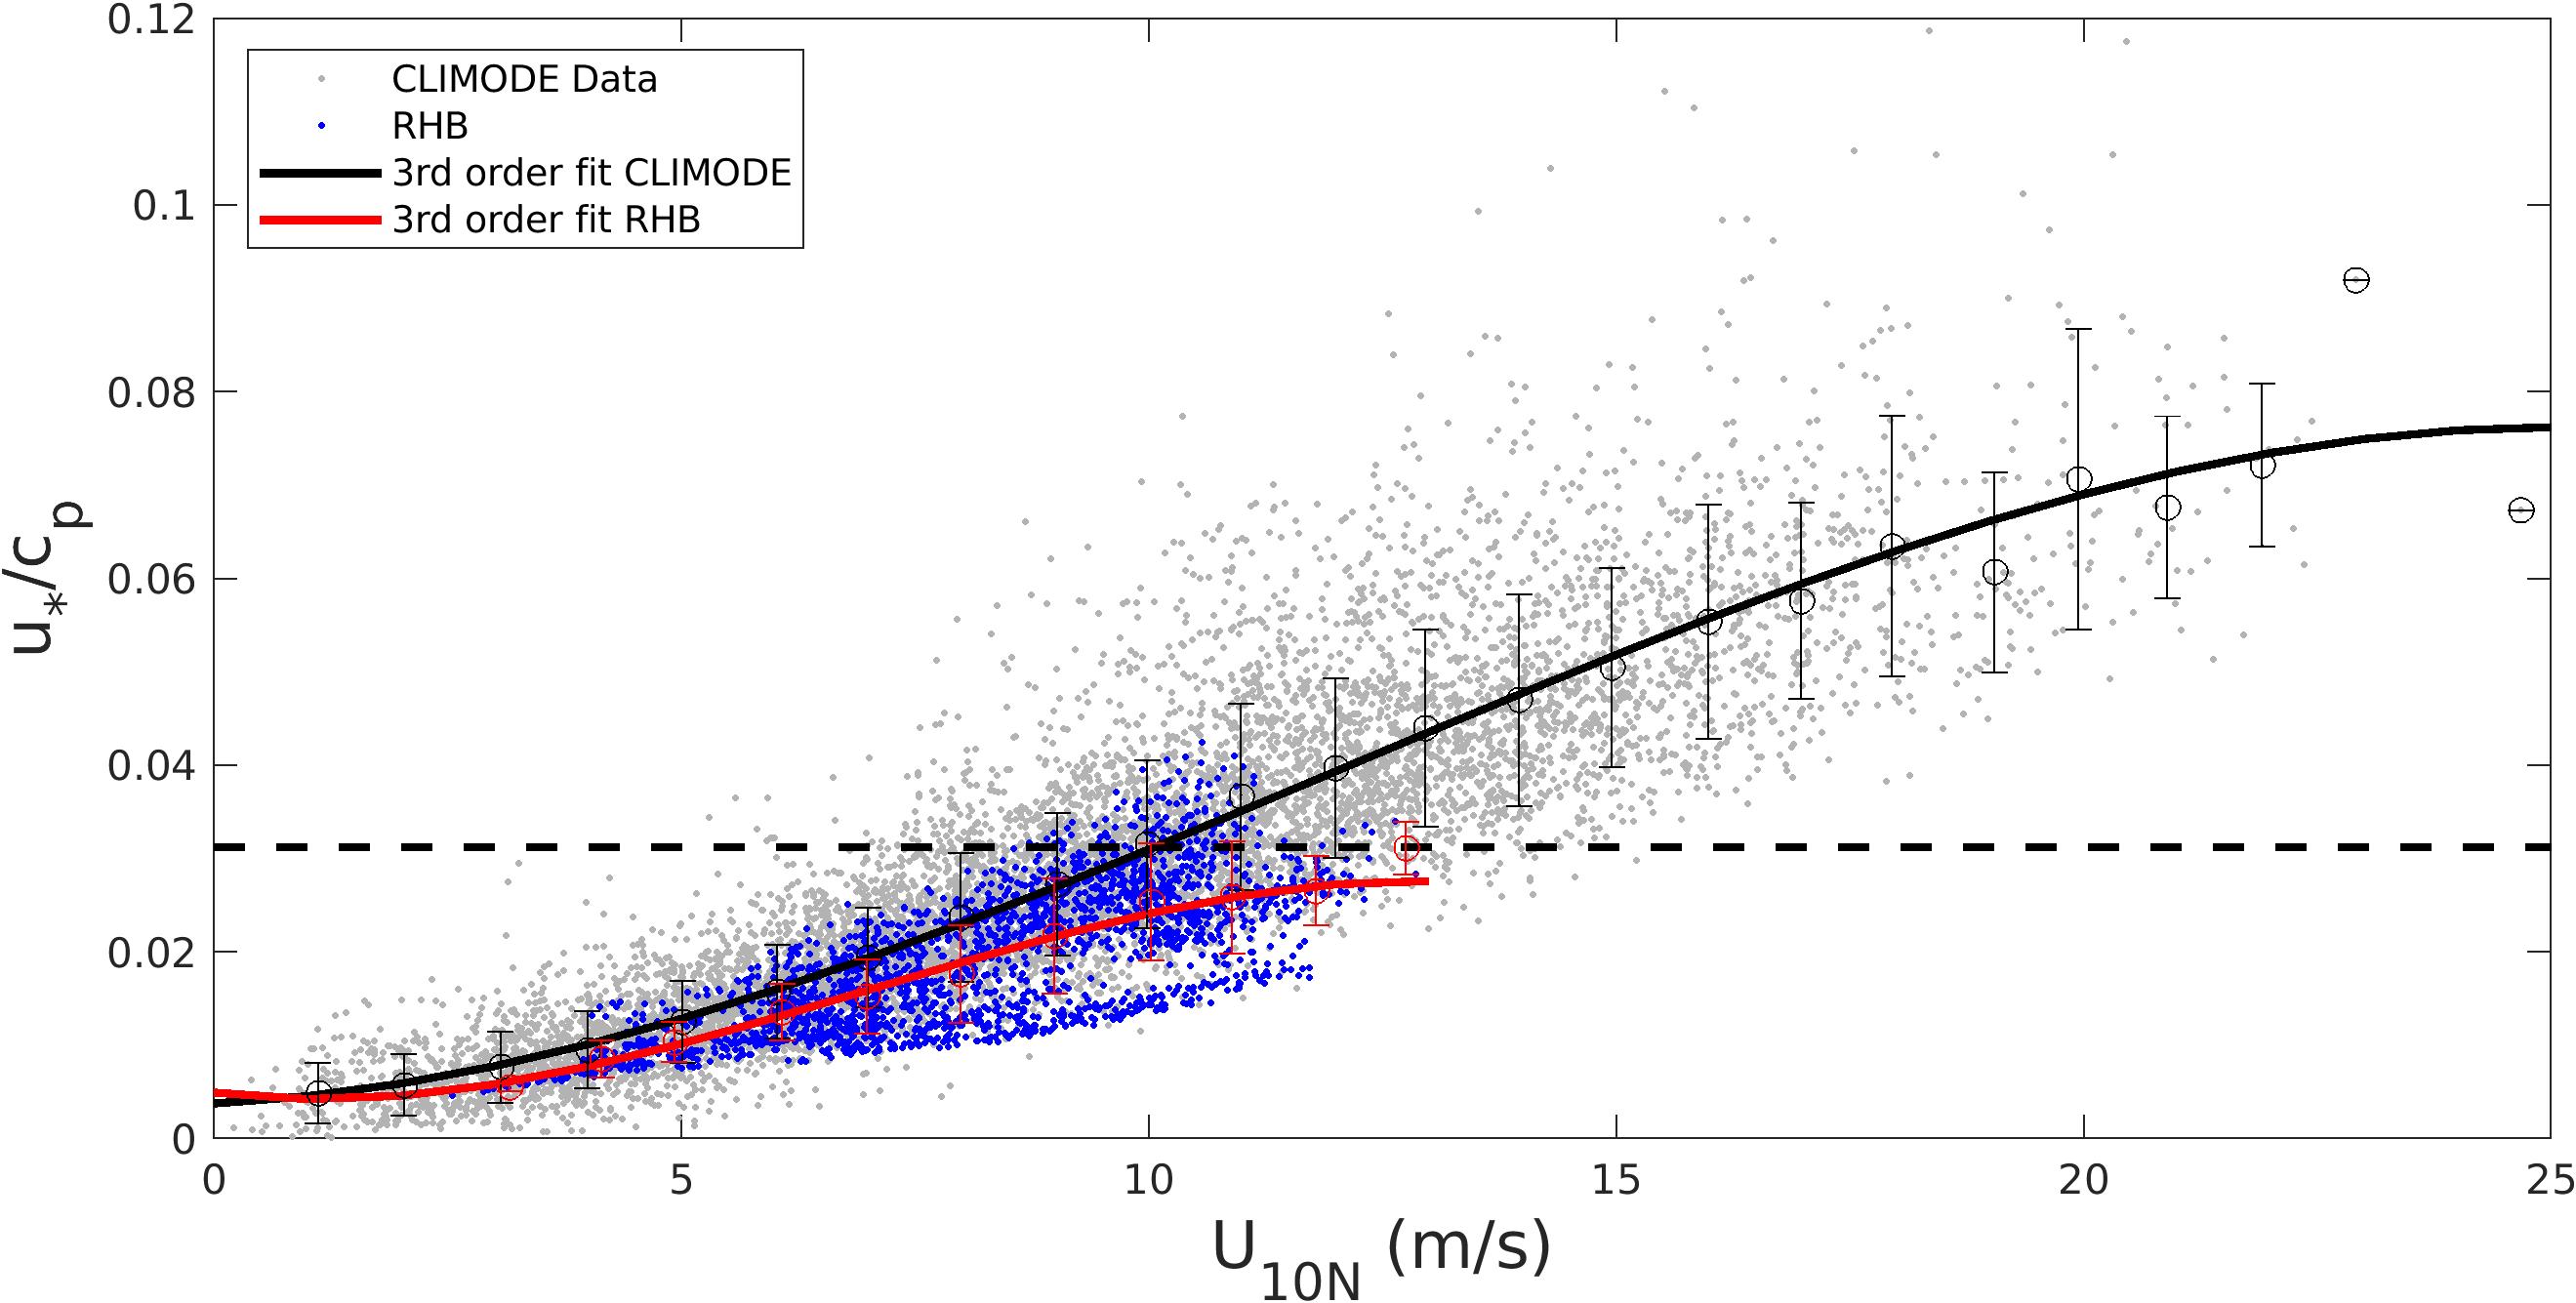 0.12
0.1
0.08
0.06
0.04
0.02
0
u*/cp
CLIMODE Data
RHB
3rd order fit CLIMODE
3rd order fit RHB
0 5 10 15 20 25
U10N (m/s)